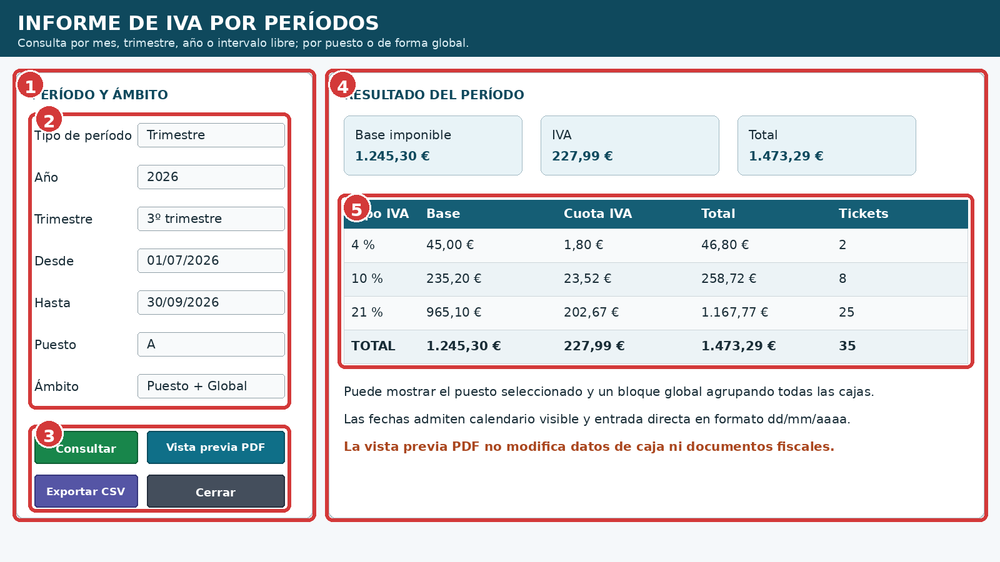 INFORME DE IVA POR PERÍODOS
Consulta por mes, trimestre, año o intervalo libre; por puesto o de forma global.
1
ERÍODO Y ÁMBITO
2
Tipo de período Trimestre
Año 2026
Trimestre 3º trimestre
Desde 01/07/2026
Hasta 30/09/2026
Puesto A
Ámbito Puesto + Global
3
Consultar Vista previa PDF
Exportar CSV Cerrar
4
RESULTADO DEL PERÍODO
Base imponible IVA Total
1.245,30 € 227,99 € 1.473,29 €
5
po IVA Base Cuota IVA Total Tickets
4 % 45,00 € 1,80 € 46,80 € 2
10 % 235,20 € 23,52 € 258,72 € 8
21 % 965,10 € 202,67 € 1.167,77 € 25
TOTAL 1.245,30 € 227,99 € 1.473,29 € 35
Puede mostrar el puesto seleccionado y un bloque global agrupando todas las cajas.
Las fechas admiten calendario visible y entrada directa en formato dd/mm/aaaa.
La vista previa PDF no modifica datos de caja ni documentos fiscales.